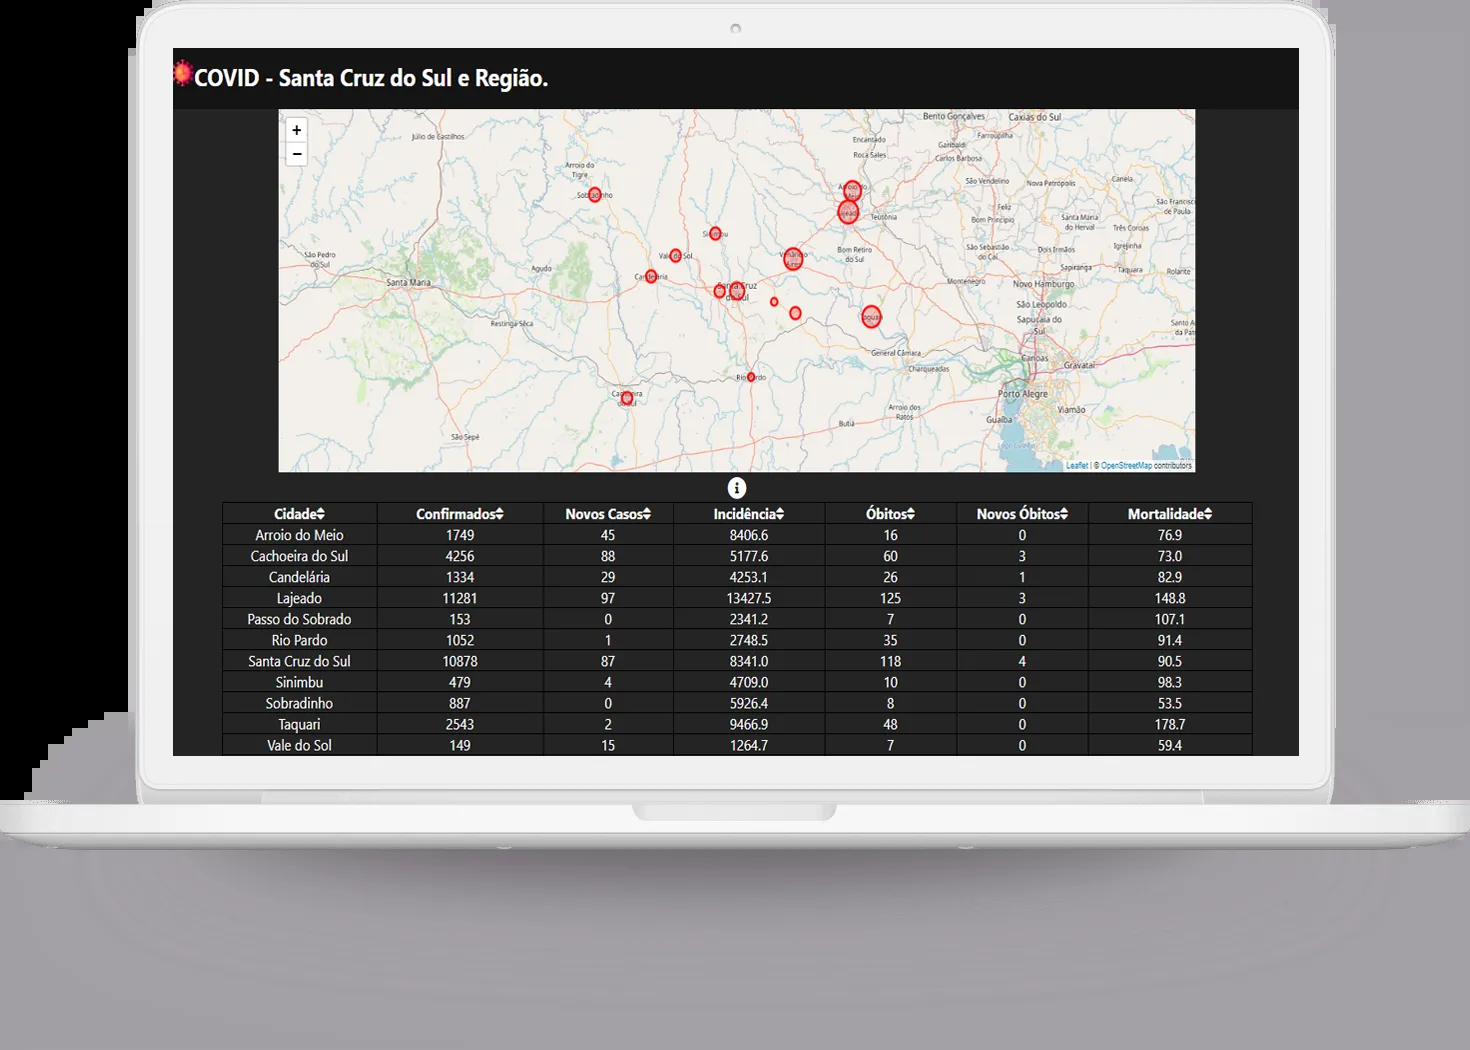 COVID - Santa Cruz do Sul e Região.
+
−
Júlio de Castilhos
Bento Gonçalves
Caxias do Sul
Farroupilha
Encantado
Garibaldi
Roca Sales
Carlos Barbosa
Arroio do
Tigre
São Vendelino
Nova Petrópolis
Canela
Sobradinho
Arroio do
Meio
São Francisco
de Paula
Lajeado
Teutônia
Feliz
Bom Princípio
Santa Maria
do Herval
Três Coroas
Sinimbu
São Pedro
do Sul
Agudo
Vale do Sol
Venâncio
Aires
Bom Retiro
do Sul
São Sebastião
do Caí
Dois Irmãos
Igrejinha
Sapiranga
Taquara
Rolante
Santa Maria
Candelária
Santa Cruz
do Sul
Montenegro
Novo Hamburgo
São Leopoldo
Restinga Sêca
Taquari
Sapucaia do
Sul
Santo A
da Pat
General Câmara
Charqueadas
Canoas
Gravataí
Rio Pardo
Cachoeira
do Sul
Porto Alegre
Arroio dos
Ratos
Viamão
Butiá
Guaíba
São Sepé
Leaflet | © OpenStreetMap contributors
i
Cidade Confirmados Novos Casos Incidência Óbitos Novos Óbitos Mortalidade
Arroio do Meio 1749 45 8406.6 16 0 76.9
Cachoeira do Sul 4256 88 5177.6 60 3 73.0
Candelária 1334 29 4253.1 26 1 82.9
Lajeado 11281 97 13427.5 125 3 148.8
Passo do Sobrado 153 0 2341.2 7 0 107.1
Rio Pardo 1052 1 2748.5 35 0 91.4
Santa Cruz do Sul 10878 87 8341.0 118 4 90.5
Sinimbu 479 4 4709.0 10 0 98.3
Sobradinho 887 0 5926.4 8 0 53.5
Taquari 2543 2 9466.9 48 0 178.7
Vale do Sol 149 15 1264.7 7 0 59.4